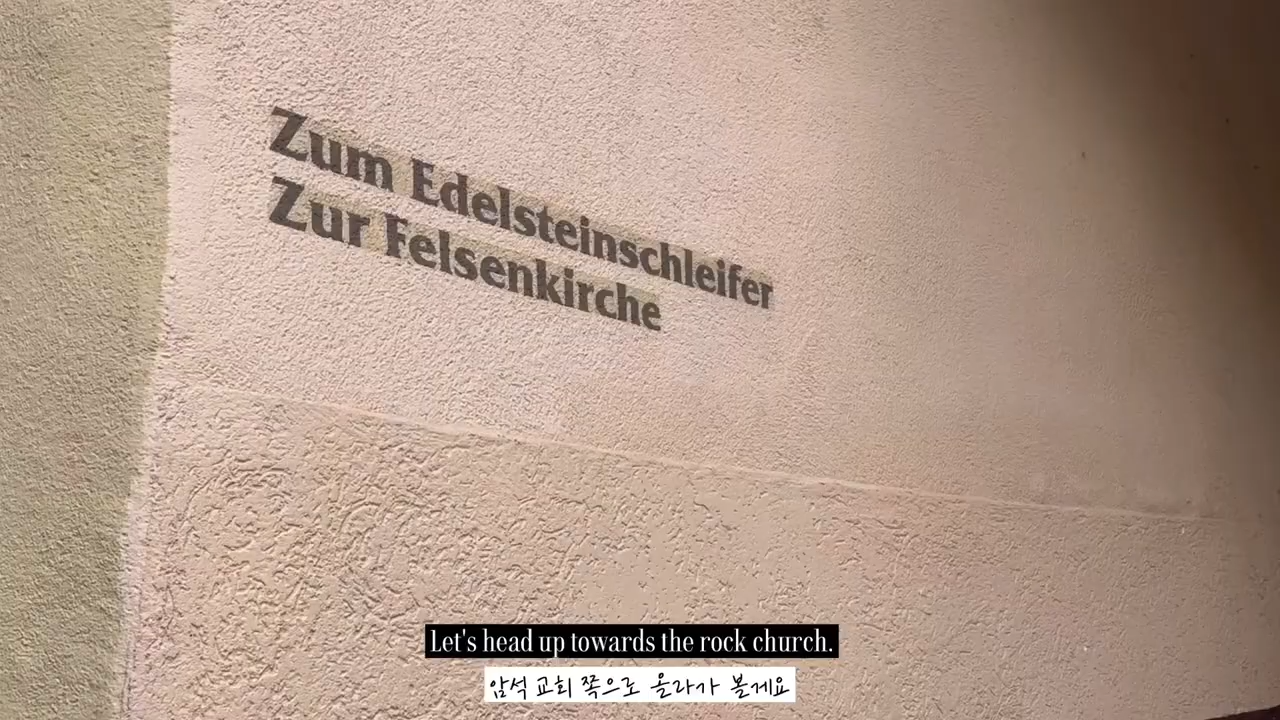 Zum Edelsteinschleifer
Zur Felsenkirche
Let's head up towards the rock church.
암석 교회 쪽으로 올라가 볼게요